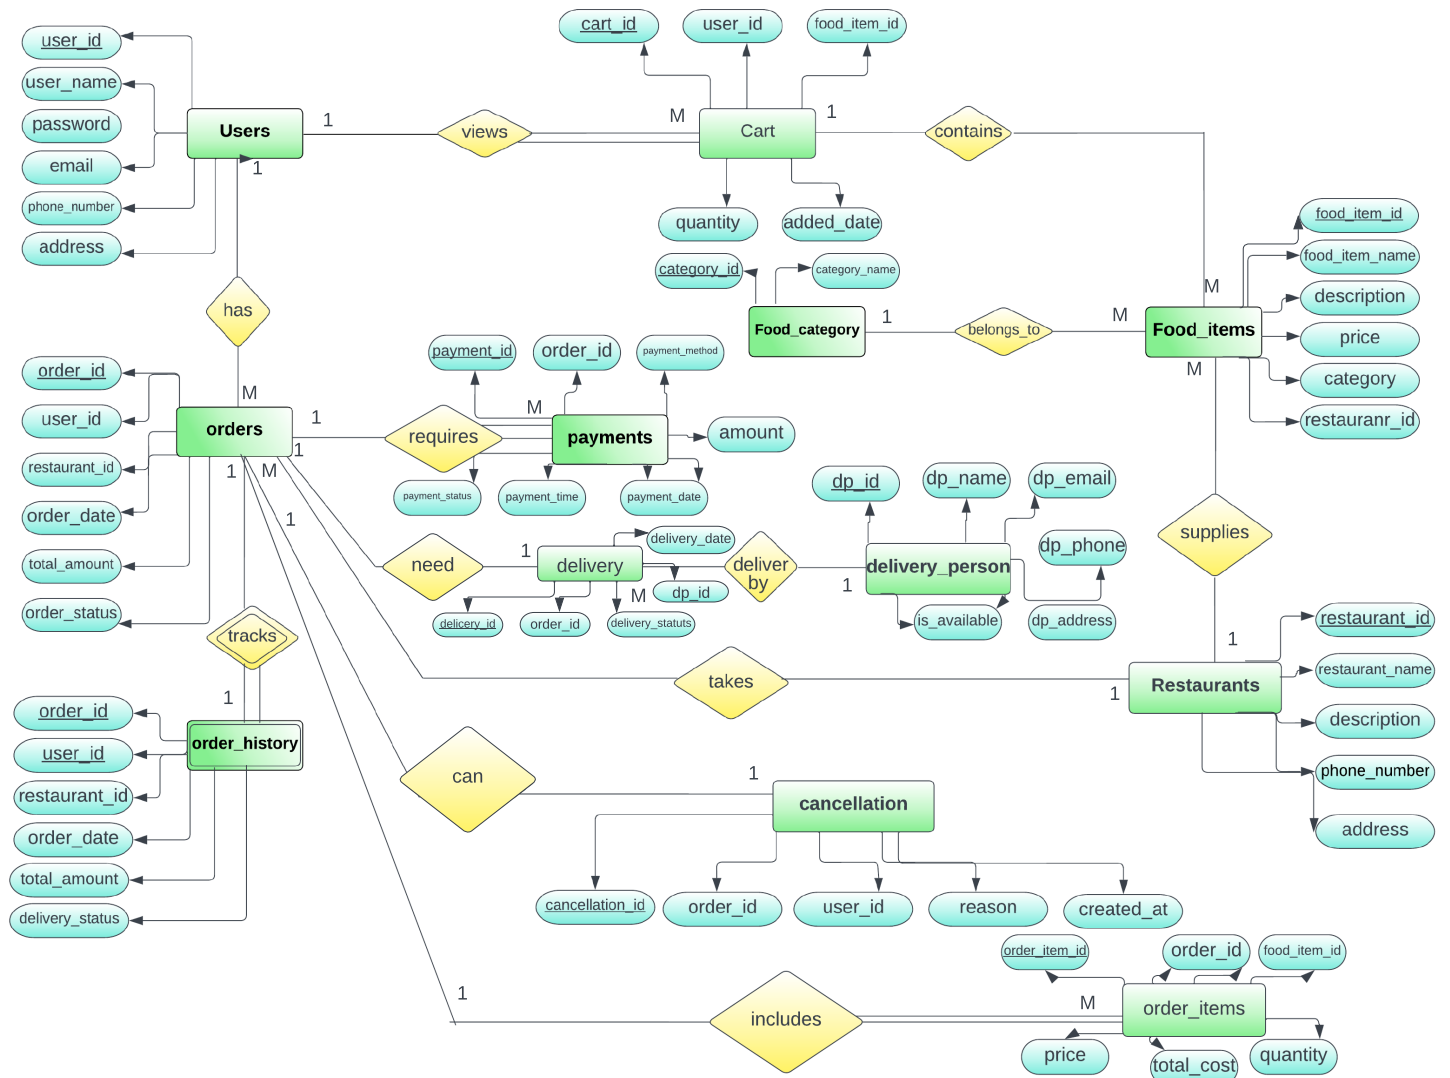 cart_id
user_id
food_item_id
user_id
user_name
password
email
phone_number
address
Users
1
views
M
Cart
1
contains
1
quantity
added_date
category_id
category_name
food_item_id
food_item_name
description
price
category
restauranr_id
M
Food_category
1
belongs_to
M
Food_items
M
has
M
payment_id
order_id
payment_method
order_id
user_id
restaurant_id
order_date
total_amount
order_status
orders
1
requires
M
payments
amount
payment_status
payment_time
payment_date
1
M
1
1
dp_id
dp_name
dp_email
dp_phone
dp_address
supplies
need
1
delivery
delivery_date
dp_id
M
deliver
by
1
delivery_person
is_available
delicery_id
order_id
delivery_statuts
tracks
1
takes
1
Restaurants
1
restaurant_id
restaurant_name
description
phone_number
address
order_id
user_id
restaurant_id
order_date
total_amount
delivery_status
order_history
can
1
cancellation
cancellation_id
order_id
user_id
reason
created_at
order_item_id
order_id
food_item_id
1
includes
M
order_items
price
total_cost
quantity